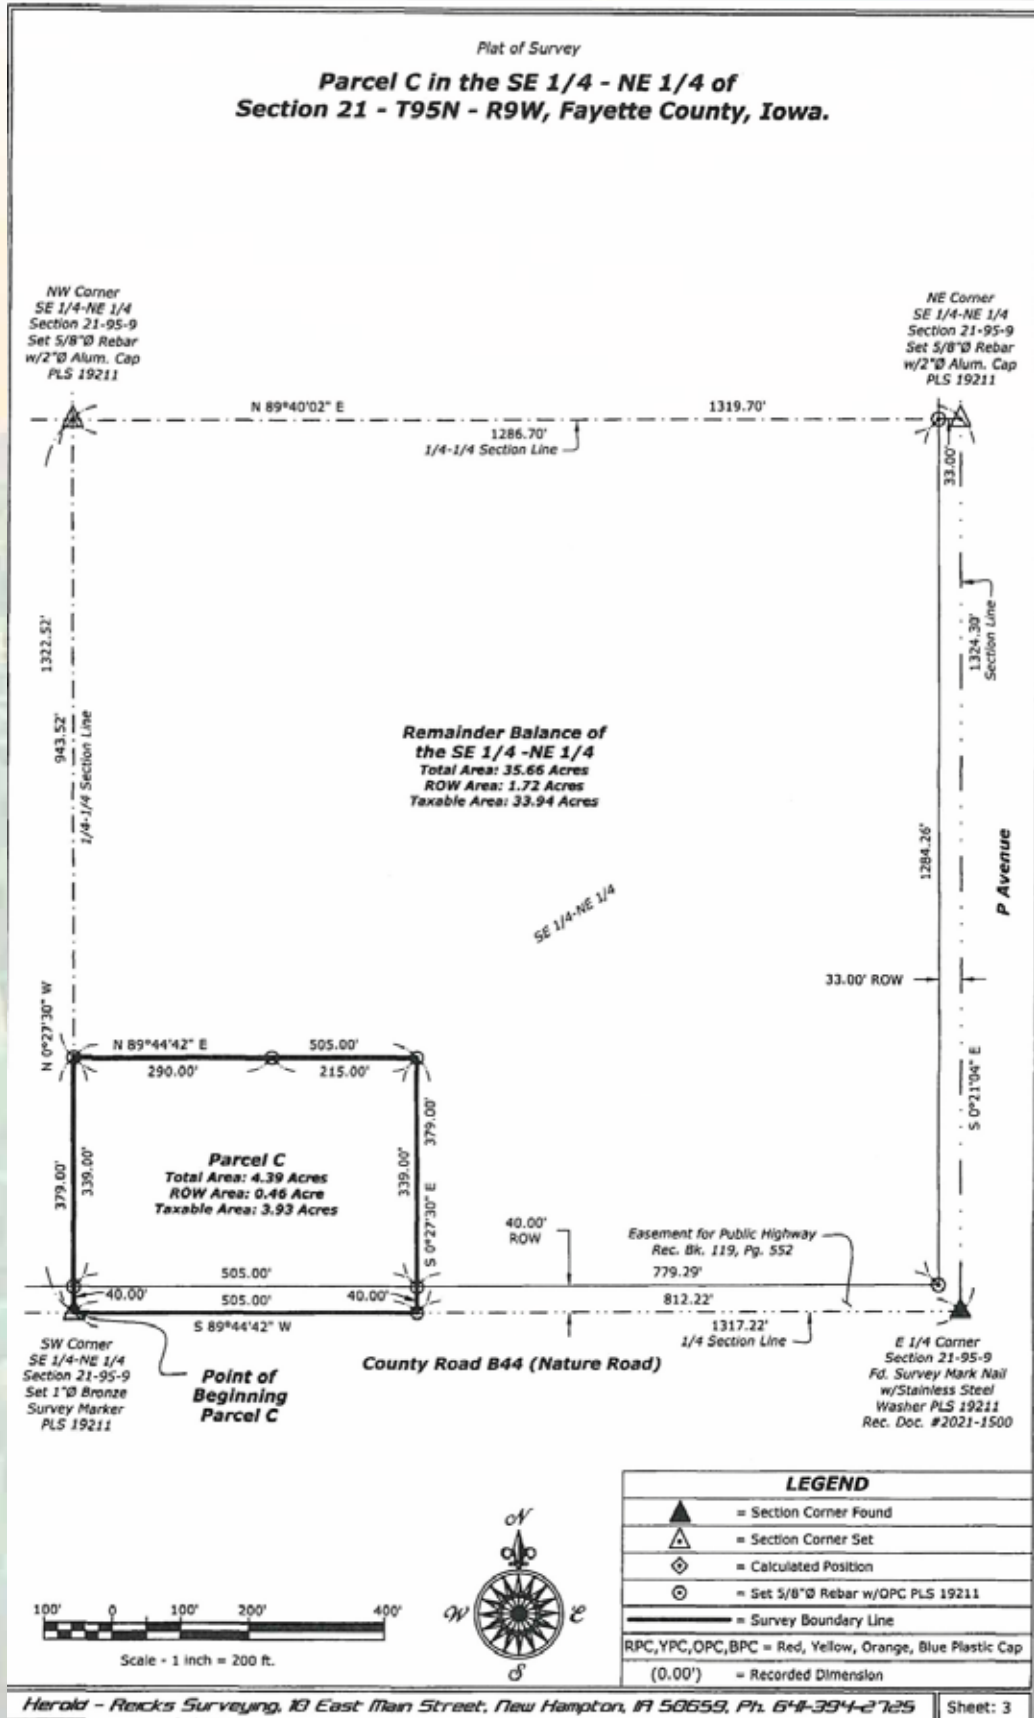 Plat of Survey
Parcel C in the SE 1/4 - NE 1/4 of
Section 21 - T95N - R9W, Fayette County, Iowa.
NW Corner
SE 1/4-NE 1/4
Section 21-95-9
Set 5/8"Ø Rebar
w/2"Ø Alum. Cap
PLS 19211
NE Corner
SE 1/4-NE 1/4
Section 21-95-9
Set 5/8"Ø Rebar
w/2"Ø Alum. Cap
PLS 19211
N 89°40'02" E
1319.70'
1286.70'
1/4-1/4 Section Line
33.00'
1322.52'
943.52'
1/4-1/4 Section Line
N 0°27'30" W
1324.30'
Section Line
Remainder Balance of
the SE 1/4 -NE 1/4
Total Area: 35.66 Acres
ROW Area: 1.72 Acres
Taxable Area: 33.94 Acres
1284.26'
P Avenue
SE 1/4-NE 1/4
33.00' ROW
S 0°21'04" E
N 89°44'42" E
505.00'
290.00'
215.00'
379.00'
339.00'
Parcel C
Total Area: 4.39 Acres
ROW Area: 0.46 Acre
Taxable Area: 3.93 Acres
339.00'
379.00'
S 0°27'30" E
40.00'
ROW
Easement for Public Highway
Rec. Bk. 119, Pg. 552
505.00'
779.29'
40.00'
505.00'
40.00'
812.22'
S 89°44'42" W
1317.22'
1/4 Section Line
SW Corner
SE 1/4-NE 1/4
Section 21-95-9
Set 1"Ø Bronze
Survey Marker
PLS 19211
Point of
Beginning
Parcel C
County Road B44 (Nature Road)
E 1/4 Corner
Section 21-95-9
Fd. Survey Mark Nail
w/Stainless Steel
Washer PLS 19211
Rec. Doc. #2021-1500
LEGEND
= Section Corner Found
= Section Corner Set
= Calculated Position
= Set 5/8"Ø Rebar w/OPC PLS 19211
= Survey Boundary Line
RPC,YPC,OPC,BPC = Red, Yellow, Orange, Blue Plastic Cap
(0.00') = Recorded Dimension
N
W
E
S
100' 0 100' 200' 400'
Scale - 1 inch = 200 ft.
Herold - Reicks Surveying, 10 East Main Street, New Hampton, IA 50659, Ph. 641-394-2725
Sheet: 3